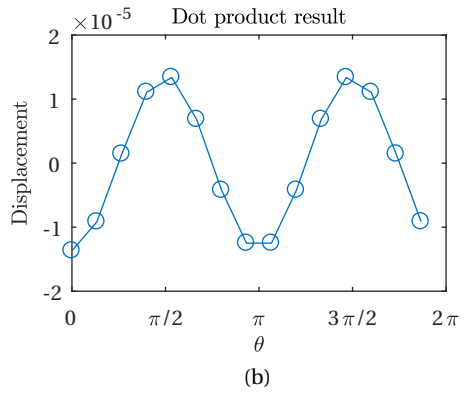 ×10⁻⁵ Dot product result
2
1
0
-1
-2
Displacement
0 π/2 π 3π/2 2π
θ
(b)